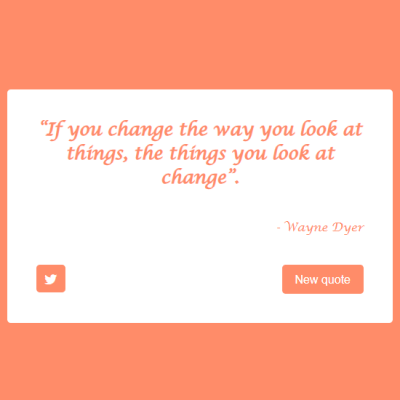 “If you change the way you look at
things, the things you look at
change”.
- Wayne Dyer
New quote